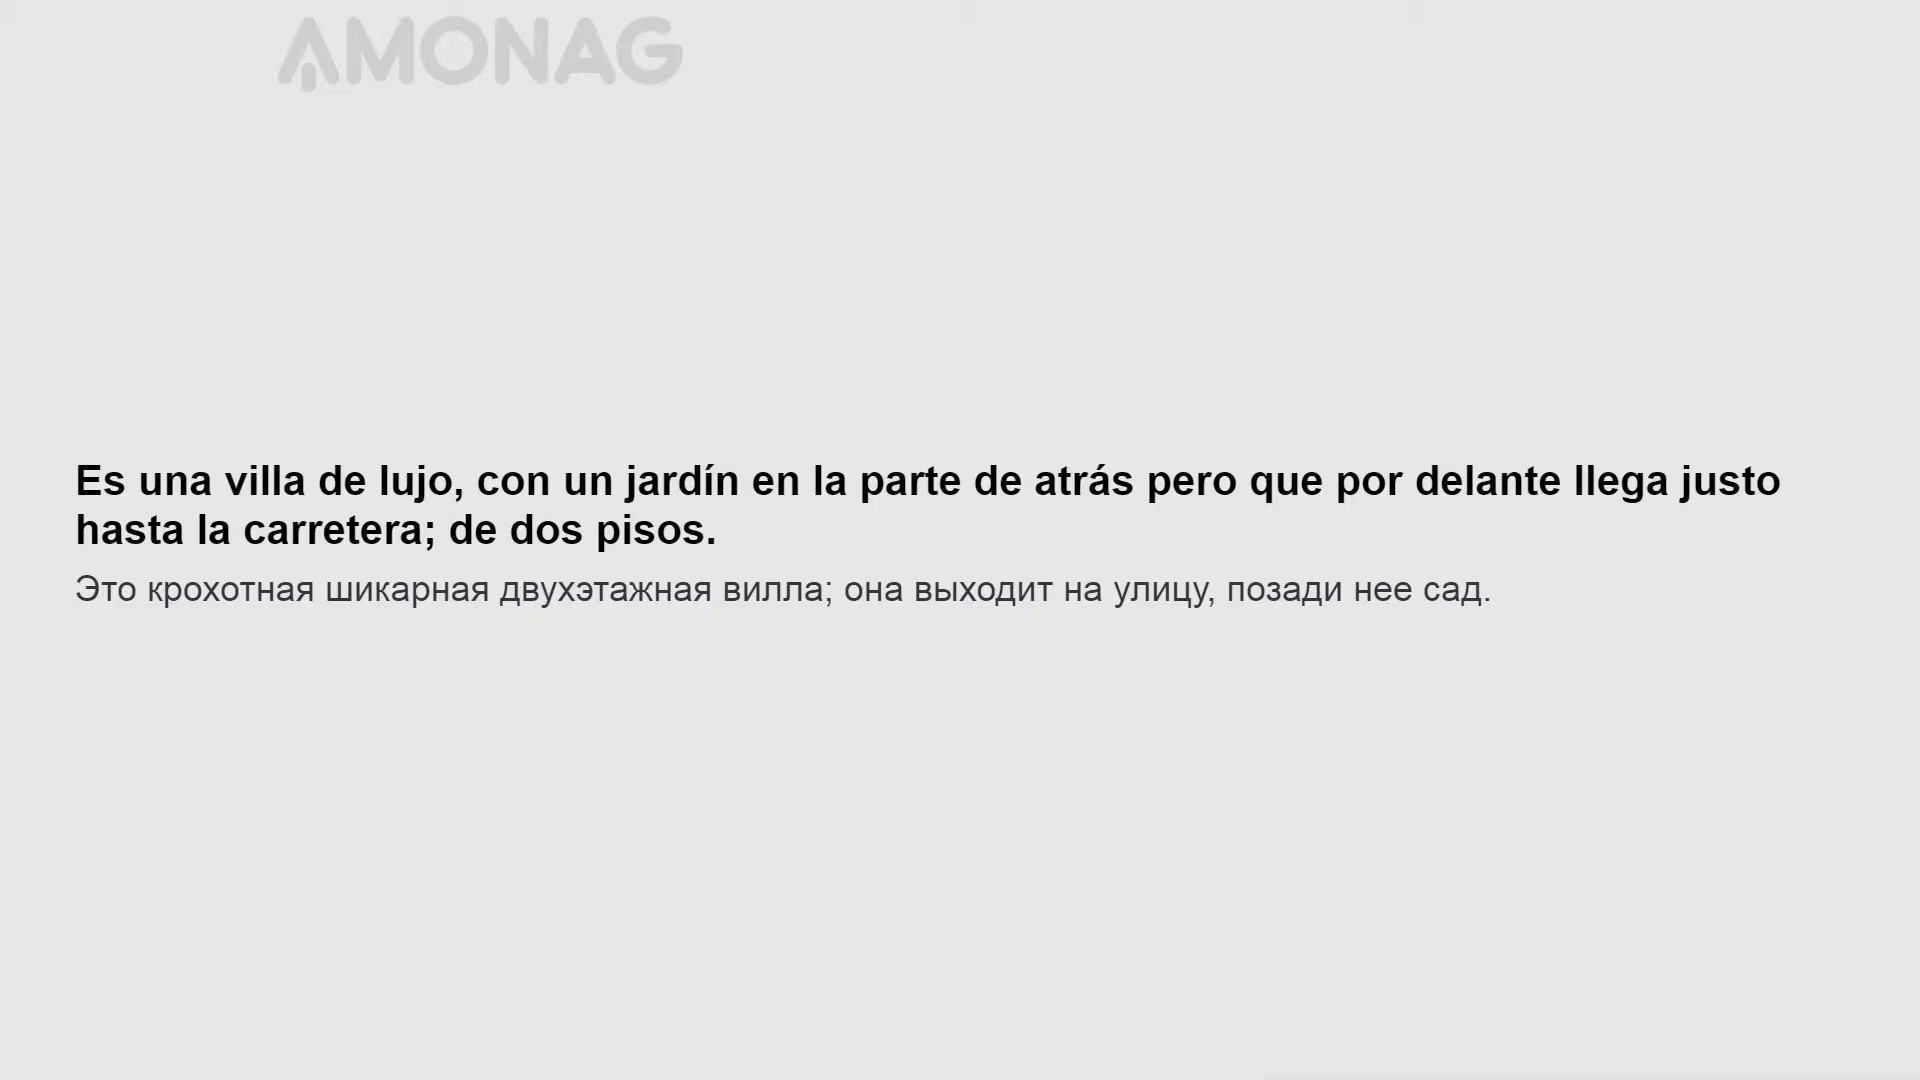 AMONAG
Es una villa de lujo, con un jardín en la parte de atrás pero que por delante llega justo
hasta la carretera; de dos pisos.
Это крохотная шикарная двухэтажная вилла; она выходит на улицу, позади нее сад.